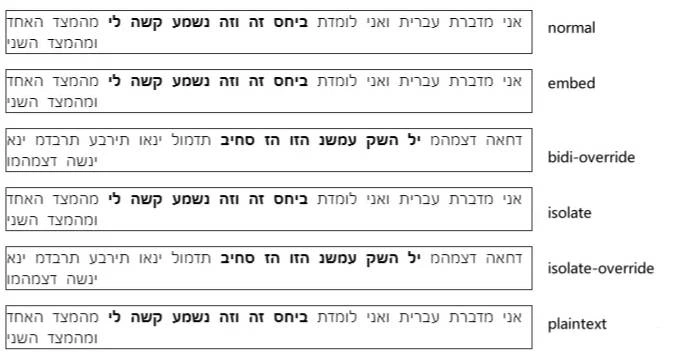 אני מדברת עברית ואני לומדת ביחס זה וזה נשמע קשה לי מהמצד האחד
ומהמצד השני
normal
אני מדברת עברית ואני לומדת ביחס זה וזה נשמע קשה לי מהמצד האחד
ומהמצד השני
embed
דחאה דצמהמ יל השק עמשנ הזו הז סחיב תדמול ינאו תירבע תרבדמ ינא
ינשה דצמהמו
bidi-override
אני מדברת עברית ואני לומדת ביחס זה וזה נשמע קשה לי מהמצד האחד
ומהמצד השני
isolate
דחאה דצמהמ יל השק עמשנ הזו הז סחיב תדמול ינאו תירבע תרבדמ ינא
ינשה דצמהמו
isolate-override
אני מדברת עברית ואני לומדת ביחס זה וזה נשמע קשה לי מהמצד האחד
ומהמצד השני
plaintext